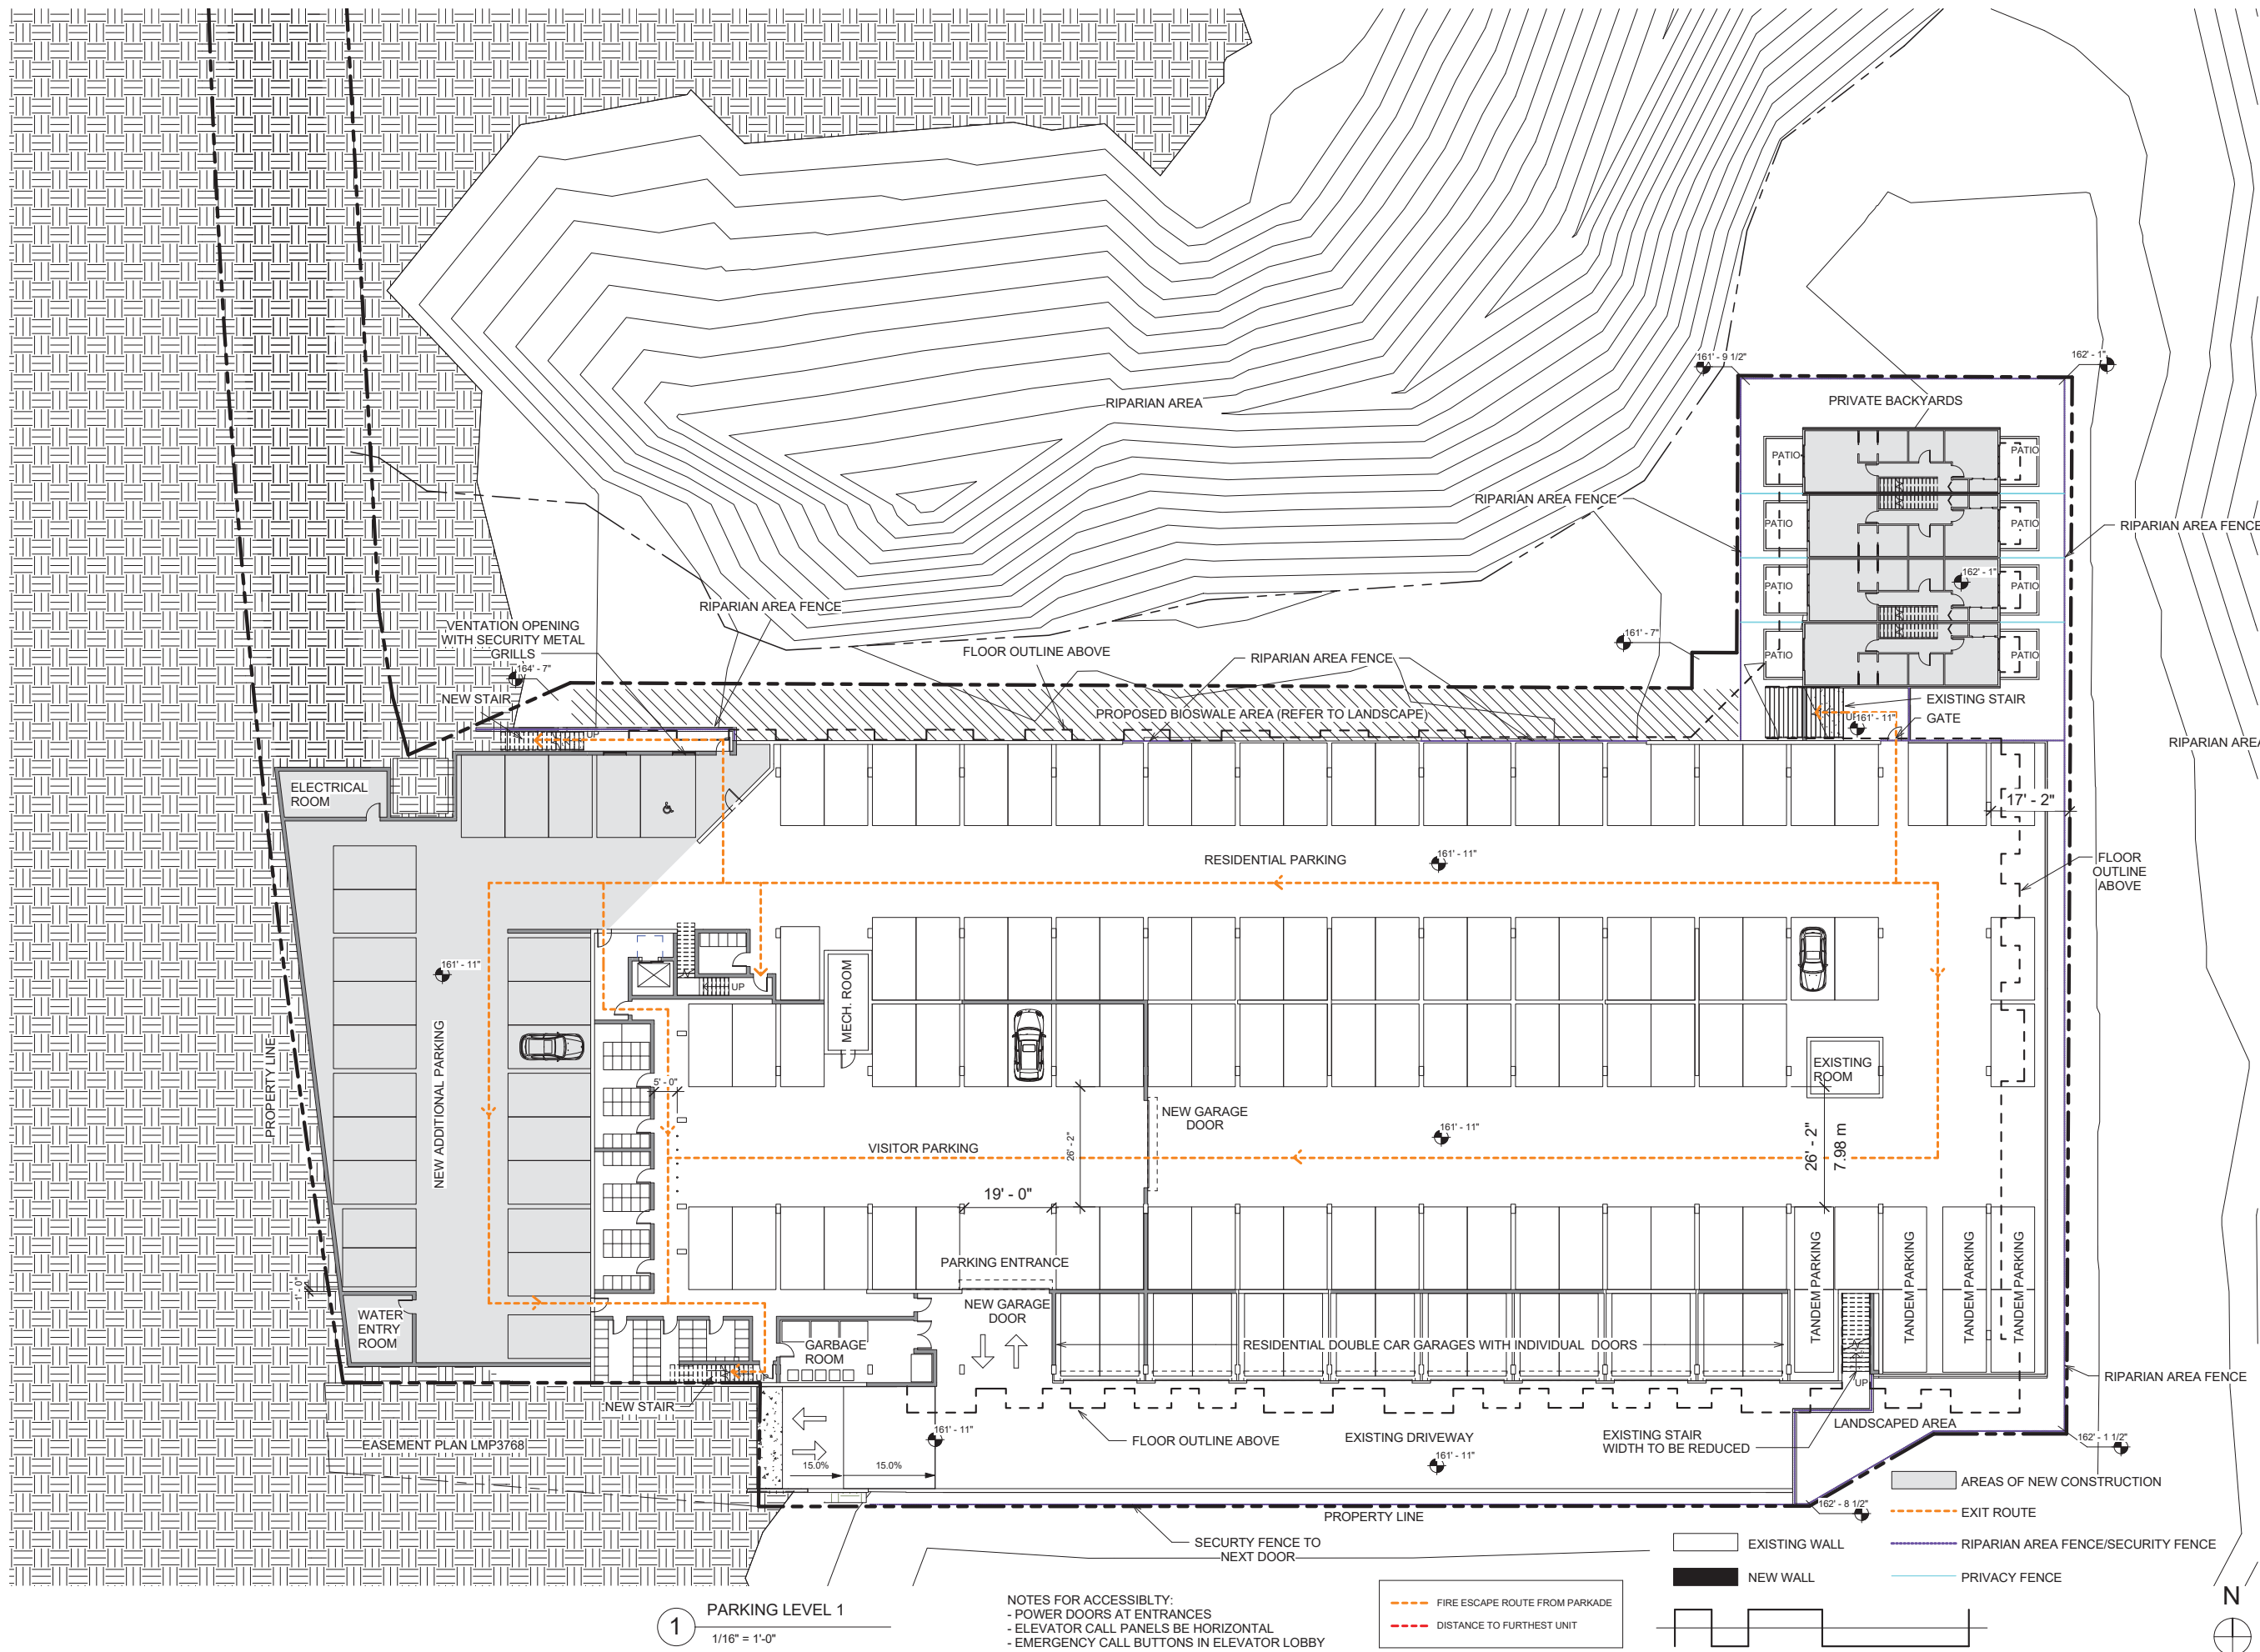 161' - 9 1/2"
162' - 1"
PRIVATE BACKYARDS
RIPARIAN AREA
PATIO
PATIO
RIPARIAN AREA FENCE
PATIO
PATIO
RIPARIAN AREA FENCE
162' - 1"
PATIO
PATIO
RIPARIAN AREA FENCE
VENTATION OPENING
WITH SECURITY METAL
GRILLS
161' - 7"
FLOOR OUTLINE ABOVE
RIPARIAN AREA FENCE
PATIO
PATIO
164' - 7"
NEW STAIR
EXISTING STAIR
PROPOSED BIOSWALE AREA (REFER TO LANDSCAPE)
UP
161' - 11"
GATE
UP
RIPARIAN AREA
ELECTRICAL
ROOM
17' - 2"
RESIDENTIAL PARKING
161' - 11"
FLOOR
OUTLINE
ABOVE
161' - 11"
UP
MECH. ROOM
PROPERTY LINE
NEW ADDITIONAL PARKING
5' - 0"
EXISTING
ROOM
NEW GARAGE
DOOR
161' - 11"
VISITOR PARKING
26' - 2"
26' - 2"
7.98 m
19' - 0"
PARKING ENTRANCE
1' - 0"
NEW GARAGE
DOOR
WATER
ENTRY
ROOM
GARBAGE
ROOM
RESIDENTIAL DOUBLE CAR GARAGES WITH INDIVIDUAL DOORS
TANDEM PARKING
TANDEM PARKING
TANDEM PARKING
TANDEM PARKING
UP
RIPARIAN AREA FENCE
NEW STAIR
161' - 11"
LANDSCAPED AREA
EASEMENT PLAN LMP3768
FLOOR OUTLINE ABOVE
EXISTING DRIVEWAY
EXISTING STAIR
WIDTH TO BE REDUCED
162' - 1 1/2"
161' - 11"
15.0%
15.0%
AREAS OF NEW CONSTRUCTION
162' - 8 1/2"
EXIT ROUTE
PROPERTY LINE
SECURTY FENCE TO
NEXT DOOR
EXISTING WALL
RIPARIAN AREA FENCE/SECURITY FENCE
NEW WALL
PRIVACY FENCE
N
1
PARKING LEVEL 1
1/16" = 1'-0"
NOTES FOR ACCESSIBLTY:
- POWER DOORS AT ENTRANCES
- ELEVATOR CALL PANELS BE HORIZONTAL
- EMERGENCY CALL BUTTONS IN ELEVATOR LOBBY
FIRE ESCAPE ROUTE FROM PARKADE
DISTANCE TO FURTHEST UNIT